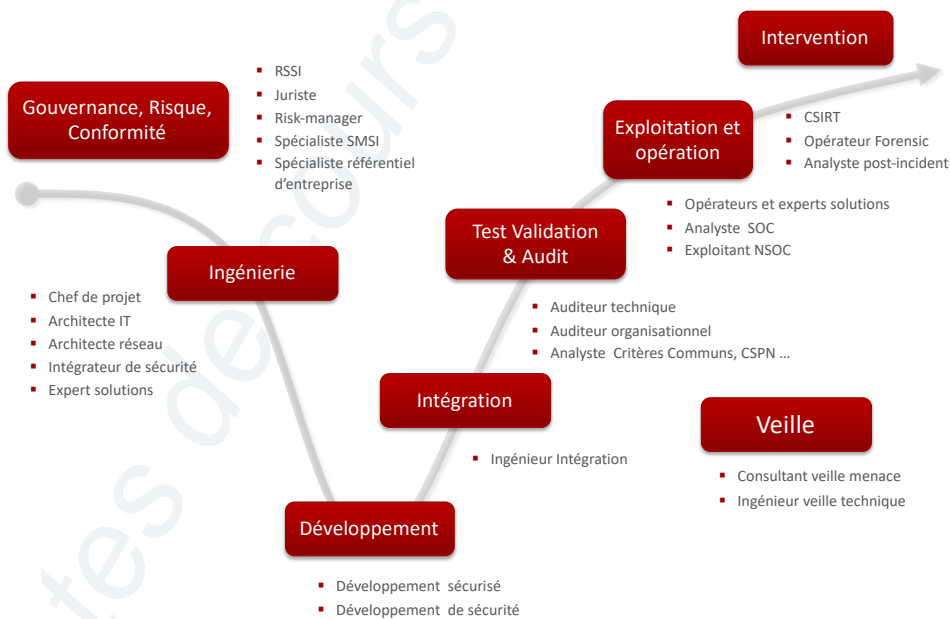 Gouvernance, Risque,
Conformité
▪ RSSI
▪ Juriste
▪ Risk-manager
▪ Spécialiste SMSI
▪ Spécialiste référentiel
d'entreprise
Ingénierie
▪ Chef de projet
▪ Architecte IT
▪ Architecte réseau
▪ Intégrateur de sécurité
▪ Expert solutions
Développement
▪ Développement sécurisé
▪ Développement de sécurité
Intégration
▪ Ingénieur Intégration
Test Validation
& Audit
▪ Auditeur technique
▪ Auditeur organisationnel
▪ Analyste Critères Communs, CSPN ...
Exploitation et
opération
▪ Opérateurs et experts solutions
▪ Analyste SOC
▪ Exploitant NSOC
Intervention
▪ CSIRT
▪ Opérateur Forensic
▪ Analyste post-incident
Veille
▪ Consultant veille menace
▪ Ingénieur veille technique
tes de cours